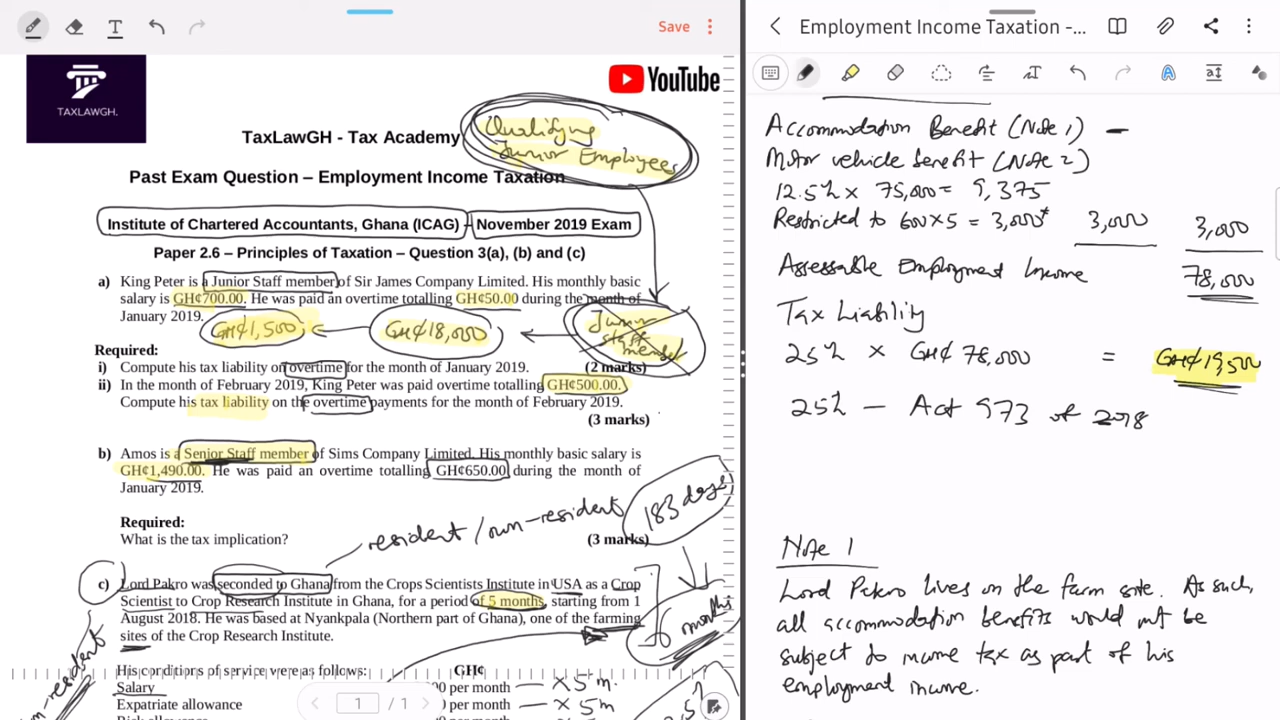 Save
TAXLAWGH.
YouTube
TaxLawGH - Tax Academy
Qualifying
Junior Employees
Past Exam Question – Employment Income Taxation
Institute of Chartered Accountants, Ghana (ICAG) – November 2019 Exam
Paper 2.6 – Principles of Taxation – Question 3(a), (b) and (c)
a) King Peter is a Junior Staff member of Sir James Company Limited. His monthly basic
salary is GH¢700.00. He was paid an overtime totalling GH¢50.00 during the month of
January 2019.
GH¢1,500
GH¢18,000
Junior
staff
member
Required:
i) Compute his tax liability on overtime for the month of January 2019. (2 marks)
ii) In the month of February 2019, King Peter was paid overtime totalling GH¢500.00.
Compute his tax liability on the overtime payments for the month of February 2019.
(3 marks)
b) Amos is a Senior Staff member of Sims Company Limited. His monthly basic salary is
GH¢1,490.00. He was paid an overtime totalling GH¢650.00 during the month of
January 2019.
Required:
What is the tax implication? (3 marks)
resident / non-resident
183 days
c) Lord Pakro was seconded to Ghana from the Crops Scientists Institute in USA as a Crop
Scientist to Crop Research Institute in Ghana, for a period of 5 months, starting from 1
August 2018. He was based at Nyankpala (Northern part of Ghana), one of the farming
sites of the Crop Research Institute.
6 months
His conditions of service were as follows: GH¢
Salary 00 per month — × 5 m.
Expatriate allowance 0 per month — × 5 m
1 / 1
Employment Income Taxation -...
Accommodation Benefit (Note 1) –
Motor vehicle benefit (Note 2)
12.5% × 75,000 = 9,375
Restricted to 600 × 5 = 3,000* 3,000 3,000
Assessable Employment Income 78,000
Tax Liability
25% × GH¢ 78,000 = GH¢19,500
25% – Act 973 of 2018
Note 1
Lord Pakro lives on the farm site. As such,
all accommodation benefits would not be
subject to income tax as part of his
employment income.